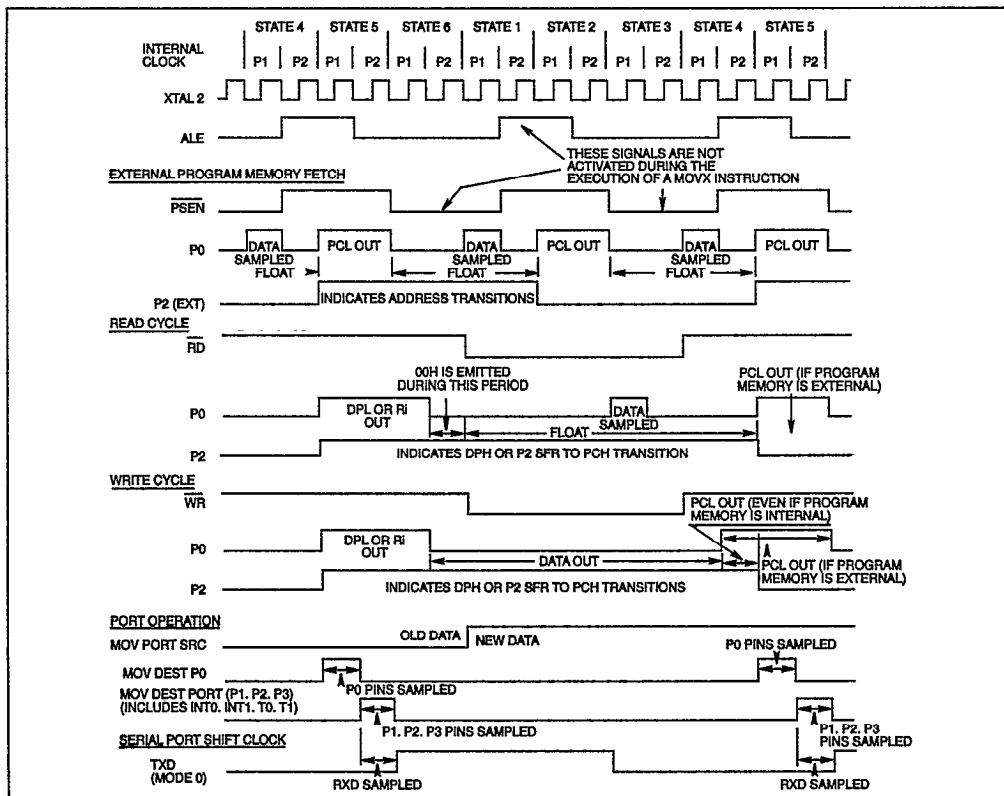 STATE 4 STATE 5 STATE 6 STATE 1 STATE 2 STATE 3 STATE 4 STATE 5
INTERNAL
CLOCK
P1 P2 P1 P2 P1 P2 P1 P2 P1 P2 P1 P2 P1 P2 P1 P2
XTAL 2
ALE
THESE SIGNALS ARE NOT
ACTIVATED DURING THE
EXECUTION OF A MOVX INSTRUCTION
EXTERNAL PROGRAM MEMORY FETCH
PSEN
P0
DATA PCL OUT DATA PCL OUT DATA PCL OUT
SAMPLED SAMPLED SAMPLED
FLOAT FLOAT FLOAT
P2 (EXT)
INDICATES ADDRESS TRANSITIONS
READ CYCLE
RD
00H IS EMITTED
DURING THIS PERIOD
PCL OUT (IF PROGRAM
MEMORY IS EXTERNAL)
P0
DPL OR Ri
OUT
DATA
SAMPLED
FLOAT
P2
INDICATES DPH OR P2 SFR TO PCH TRANSITION
WRITE CYCLE
WR
PCL OUT (EVEN IF PROGRAM
MEMORY IS INTERNAL)
P0
DPL OR Ri
OUT
DATA OUT
PCL OUT (IF PROGRAM
MEMORY IS EXTERNAL)
P2
INDICATES DPH OR P2 SFR TO PCH TRANSITIONS
PORT OPERATION
MOV PORT SRC
OLD DATA NEW DATA
P0 PINS SAMPLED
MOV DEST P0
P0 PINS SAMPLED
MOV DEST PORT (P1. P2. P3)
(INCLUDES INT0. INT1. T0. T1)
P1. P2. P3 PINS SAMPLED
P1. P2. P3
PINS SAMPLED
SERIAL PORT SHIFT CLOCK
TXD
(MODE 0)
RXD SAMPLED RXD SAMPLED